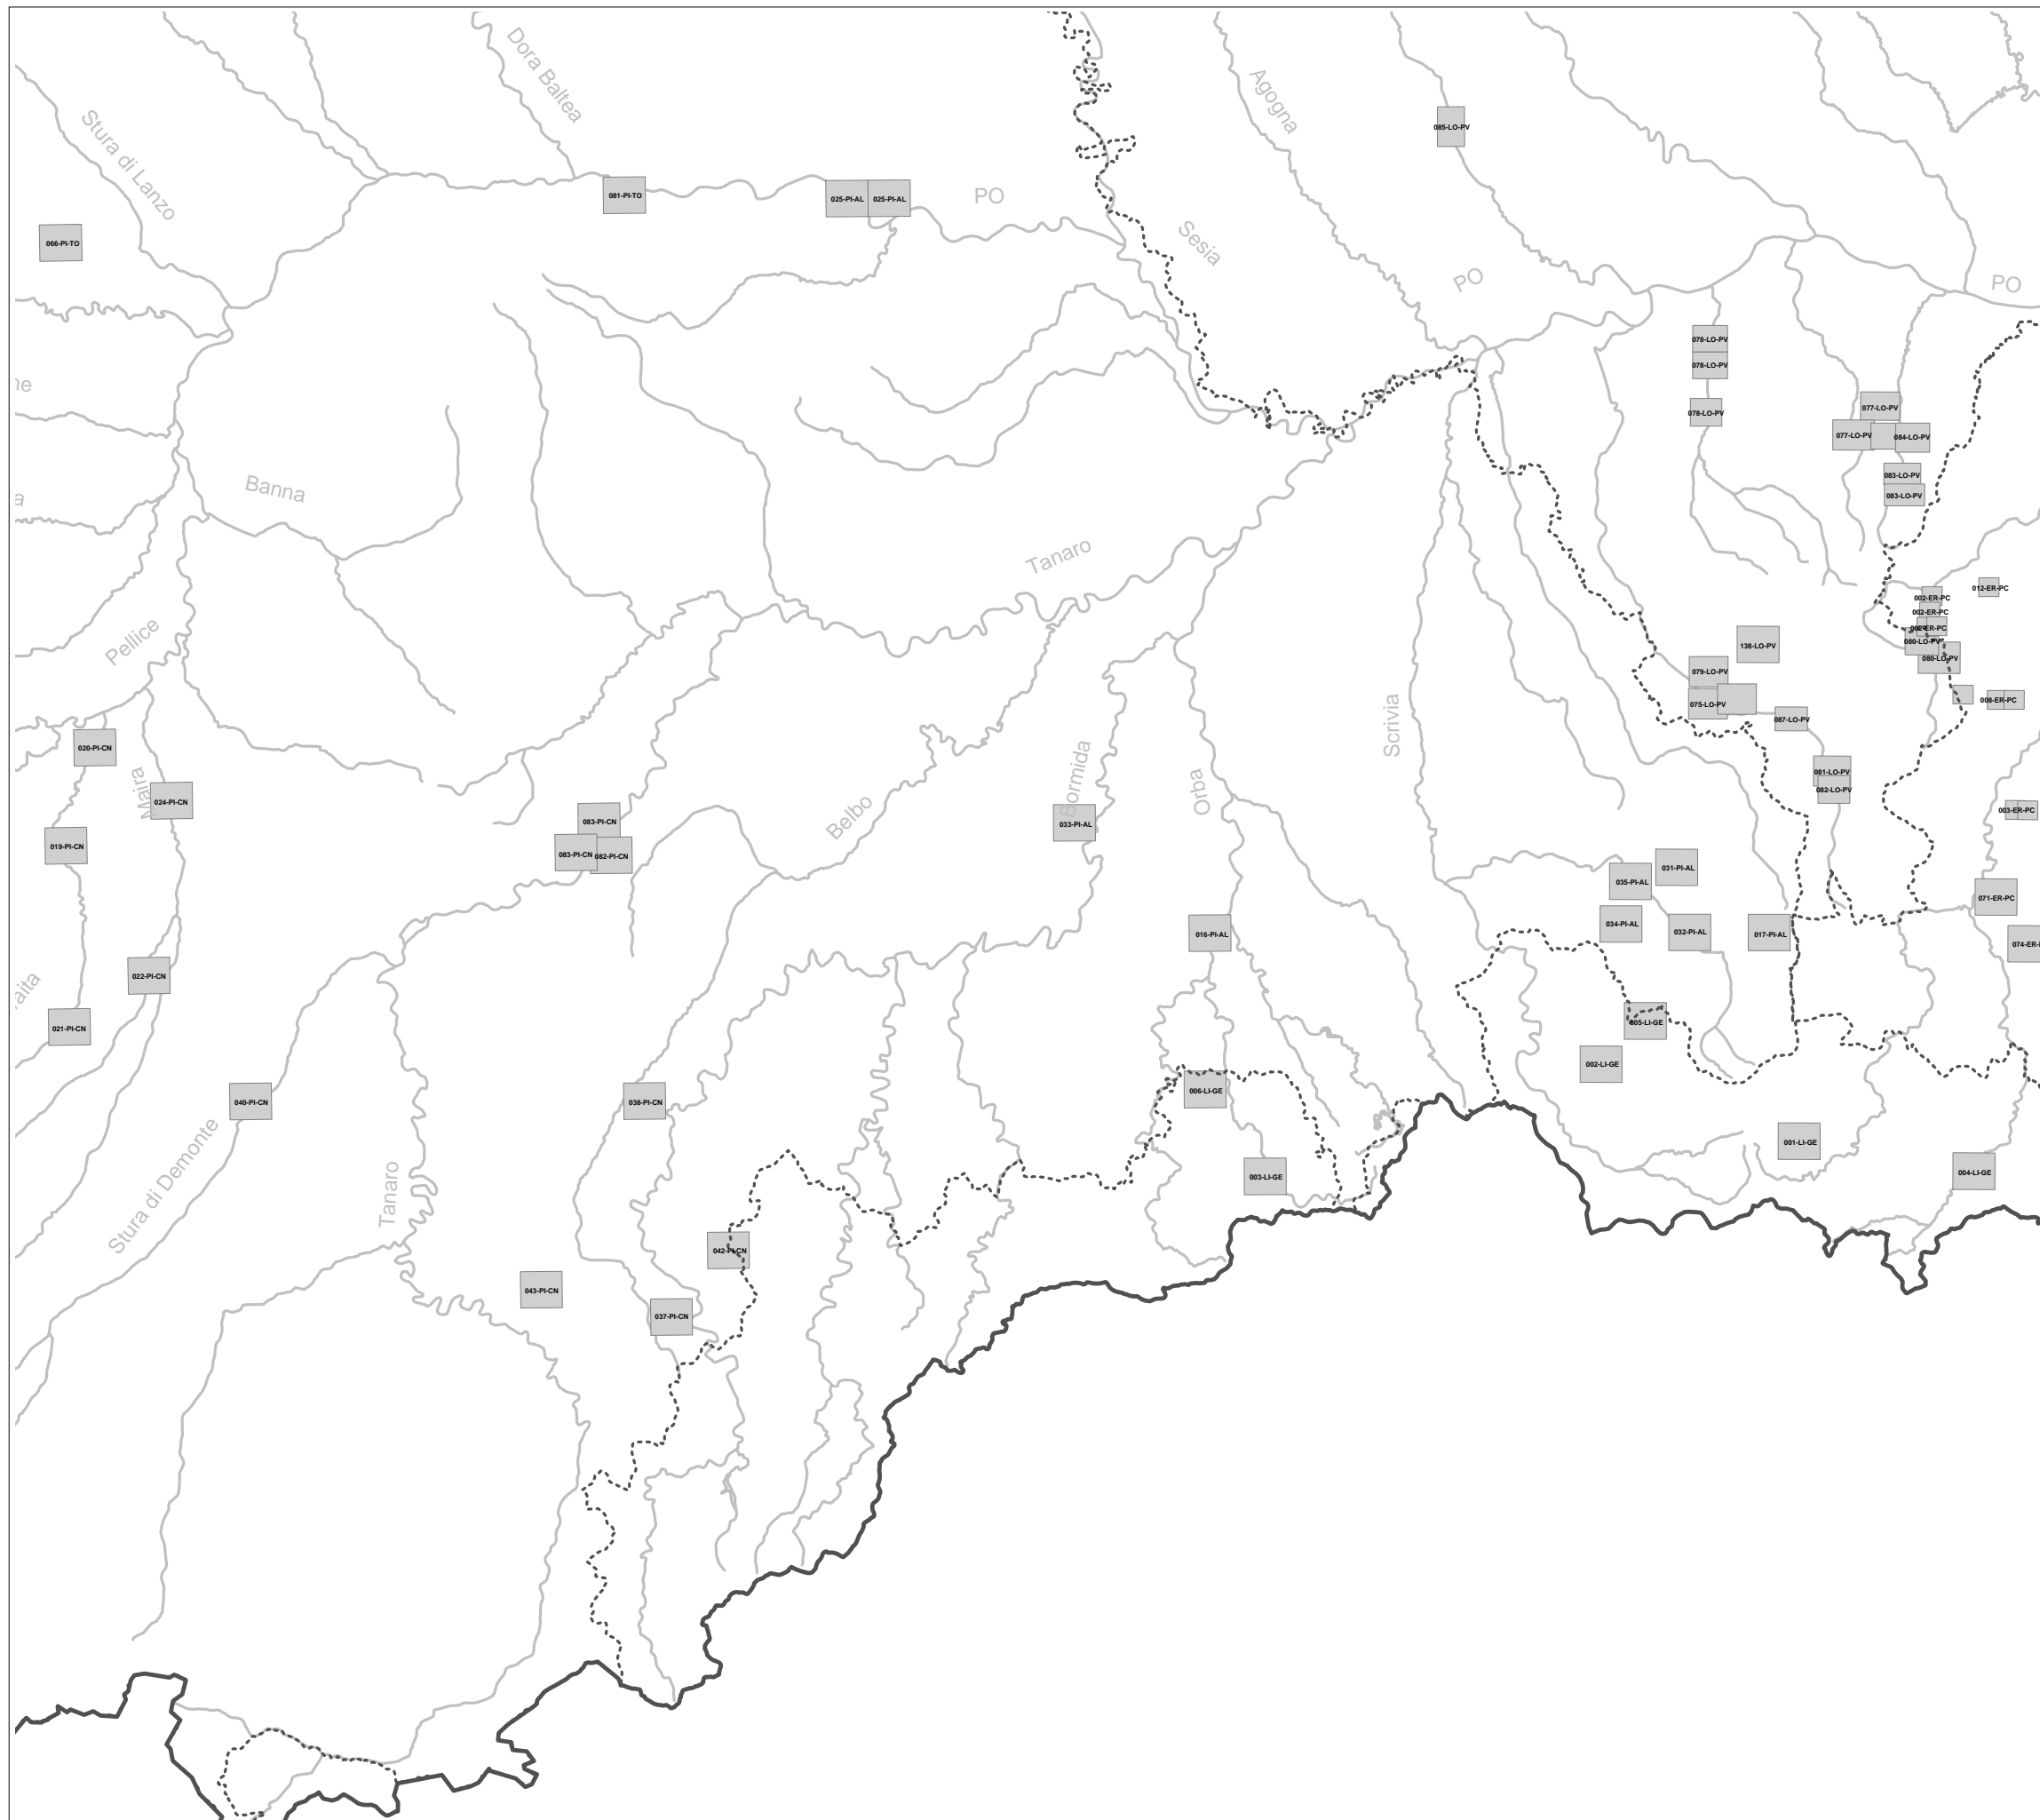 Dora Baltea
Agogna
Stura di Lanzo
085-LO-PV
081-PI-TO
025-PI-AL
025-PI-AL
PO
066-PI-TO
Sesia
PO
PO
078-LO-PV
078-LO-PV
ne
078-LO-PV
077-LO-PV
077-LO-PV
084-LO-PV
083-LO-PV
083-LO-PV
Banna
a
Tanaro
012-ER-PC
002-ER-PC
002-ER-PC
Pellice
080-LO-PV
138-LO-PV
080-LO-PV
079-LO-PV
008-ER-PC
075-LO-PV
087-LO-PV
Scrivia
020-PI-CN
Maira
024-PI-CN
Bormida
Orba
081-LO-PV
082-LO-PV
003-ER-PC
Belbo
083-PI-CN
033-PI-AL
019-PI-CN
083-PI-CN
082-PI-CN
031-PI-AL
035-PI-AL
071-ER-PC
034-PI-AL
032-PI-AL
017-PI-AL
016-PI-AL
074-ER-
022-PI-CN
aita
021-PI-CN
005-LI-GE
002-LI-GE
006-LI-GE
040-PI-CN
038-PI-CN
Stura di Demonte
001-LI-GE
Tanaro
003-LI-GE
004-LI-GE
042-PI-CN
043-PI-CN
037-PI-CN